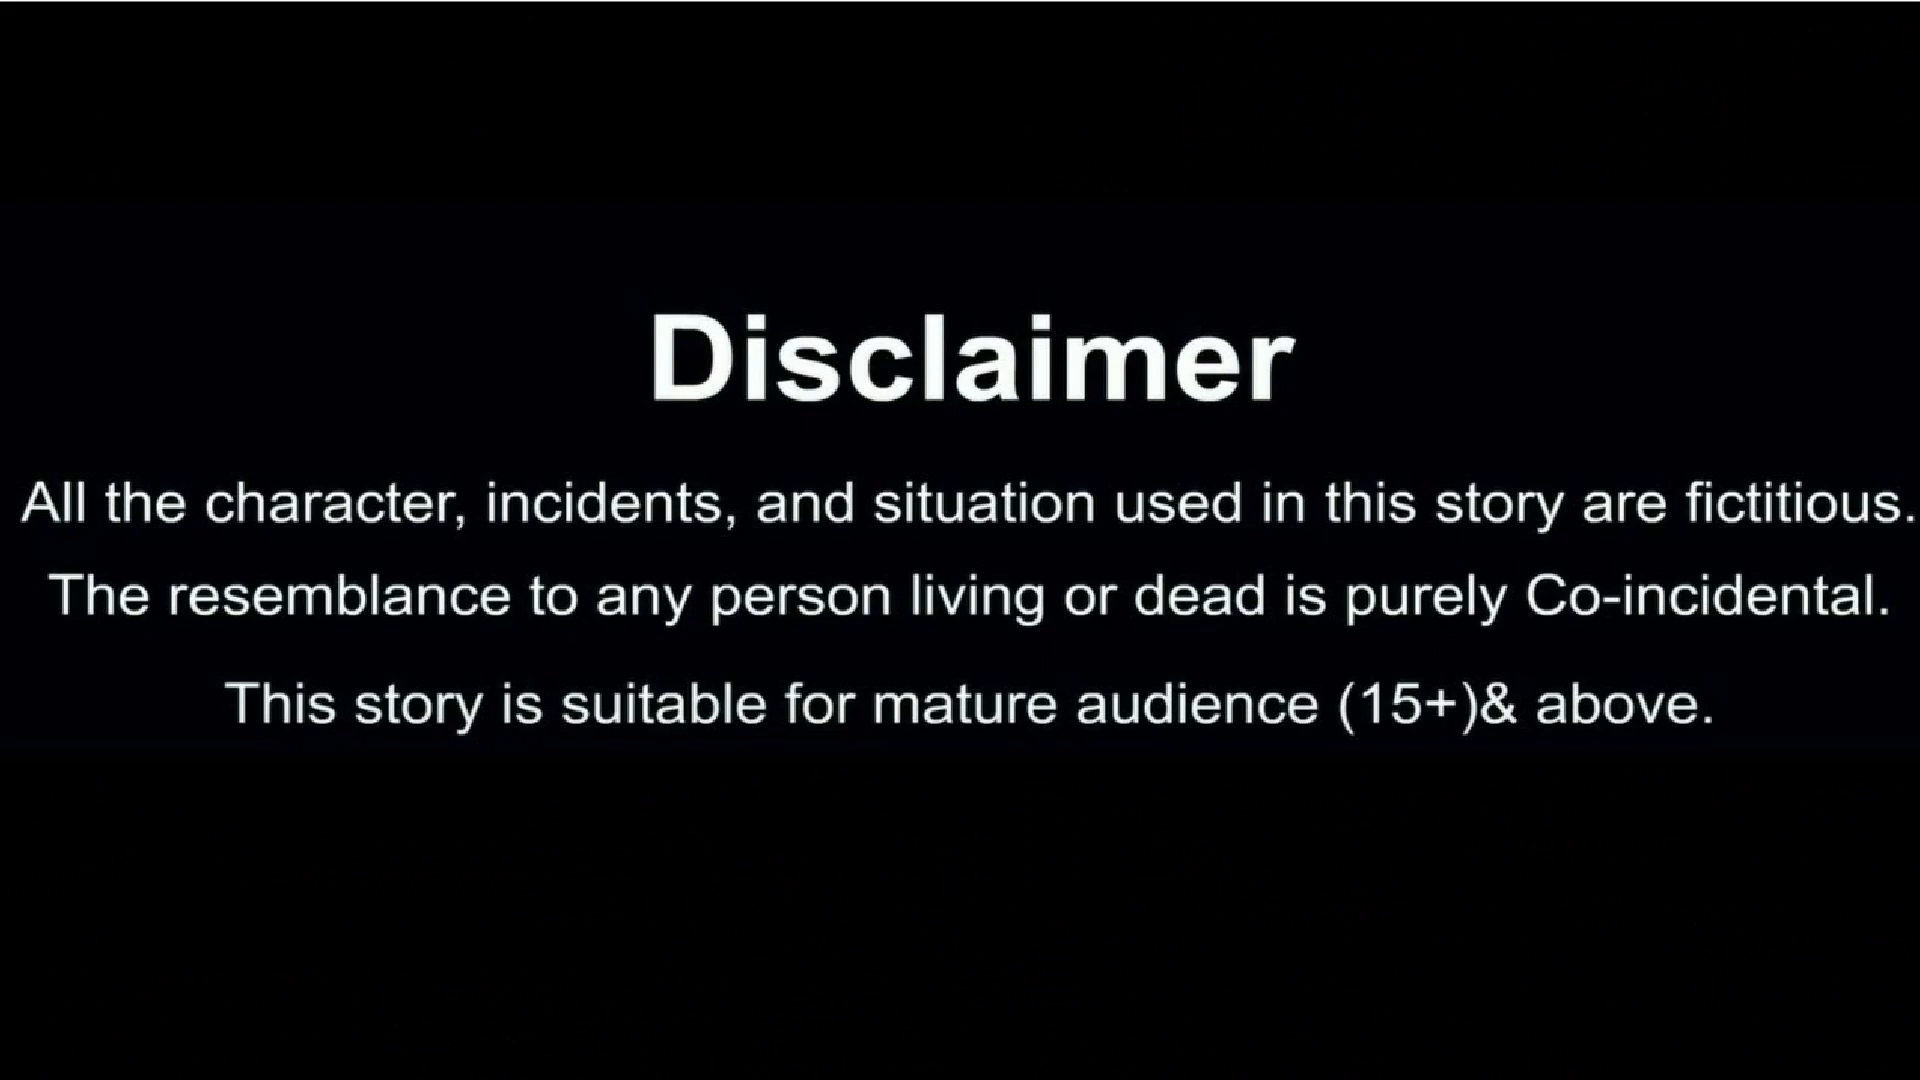 Disclaimer
All the character, incidents, and situation used in this story are fictitious.
The resemblance to any person living or dead is purely Co-incidental.
This story is suitable for mature audience (15+)& above.